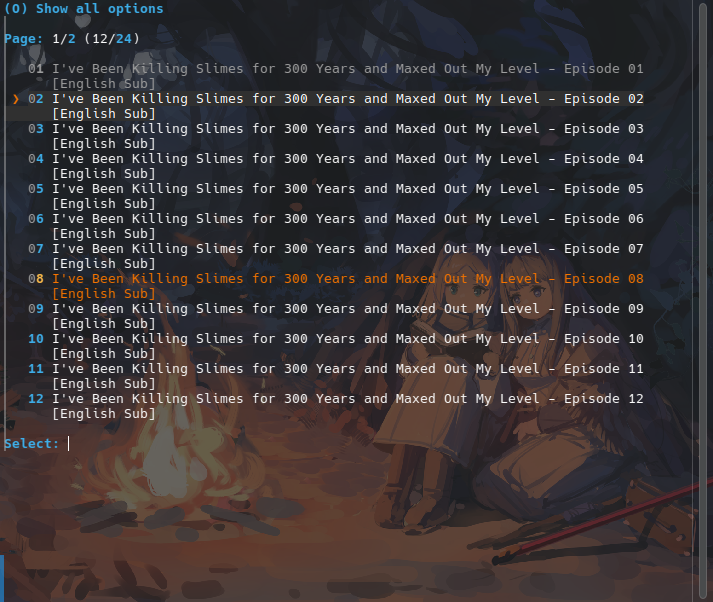 (O) Show all options
Page: 1/2 (12/24)
01 I've Been Killing Slimes for 300 Years and Maxed Out My Level – Episode 01
[English Sub]
❯ 02 I've Been Killing Slimes for 300 Years and Maxed Out My Level – Episode 02
[English Sub]
03 I've Been Killing Slimes for 300 Years and Maxed Out My Level – Episode 03
[English Sub]
04 I've Been Killing Slimes for 300 Years and Maxed Out My Level – Episode 04
[English Sub]
05 I've Been Killing Slimes for 300 Years and Maxed Out My Level – Episode 05
[English Sub]
06 I've Been Killing Slimes for 300 Years and Maxed Out My Level – Episode 06
[English Sub]
07 I've Been Killing Slimes for 300 Years and Maxed Out My Level – Episode 07
[English Sub]
08 I've Been Killing Slimes for 300 Years and Maxed Out My Level – Episode 08
[English Sub]
09 I've Been Killing Slimes for 300 Years and Maxed Out My Level – Episode 09
[English Sub]
10 I've Been Killing Slimes for 300 Years and Maxed Out My Level – Episode 10
[English Sub]
11 I've Been Killing Slimes for 300 Years and Maxed Out My Level – Episode 11
[English Sub]
12 I've Been Killing Slimes for 300 Years and Maxed Out My Level – Episode 12
[English Sub]
Select: